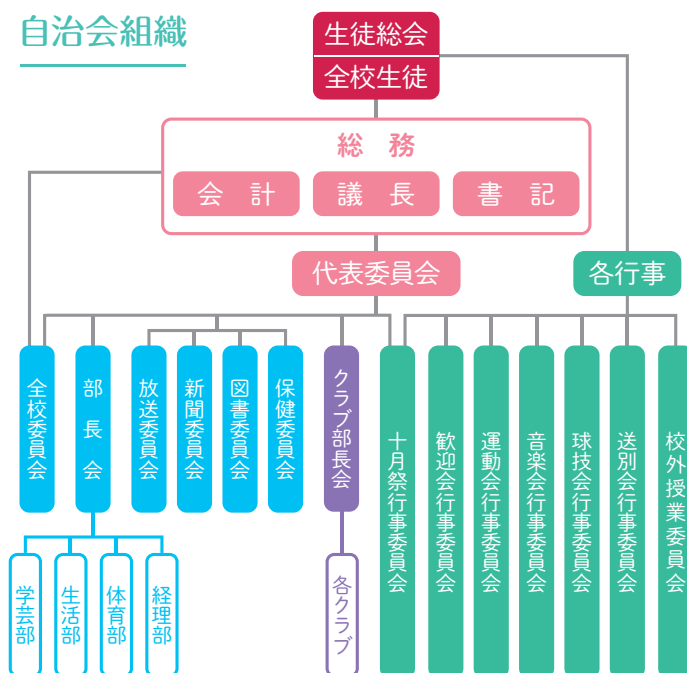 自治会組織
生徒総会
全校生徒
総 務
会 計
議 長
書 記
代表委員会
各行事
全校委員会
部長会
放送委員会
新聞委員会
図書委員会
保健委員会
クラブ部長会
十月祭行事委員会
歓迎会行事委員会
運動会行事委員会
音楽会行事委員会
球技会行事委員会
送別会行事委員会
校外授業委員会
学芸部
生活部
体育部
経理部
各クラブ